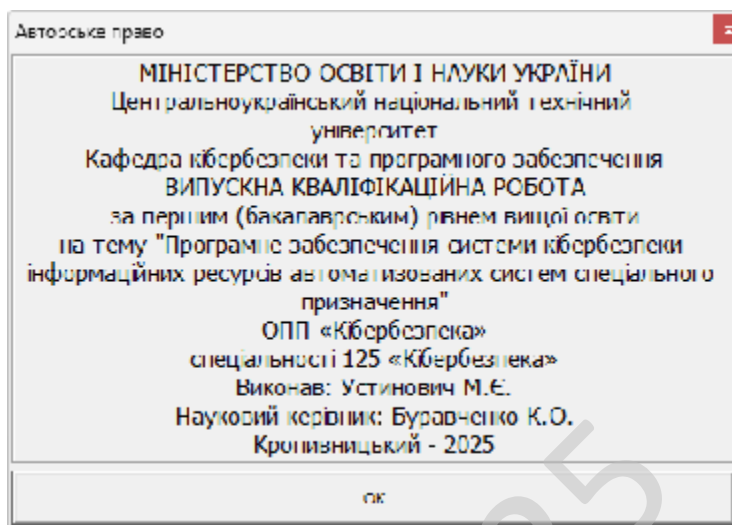 Авторське право
МІНІСТЕРСТВО ОСВІТИ І НАУКИ УКРАЇНИ
Центральноукраїнський національний технічний
університет
Кафедра кібербезпеки та програмного забезпечення
ВИПУСКНА КВАЛІФІКАЦІЙНА РОБОТА
за першим (бакалаврським) рівнем вищої освіти
на тему "Програмне забезпечення системи кібербезпеки
інформаційних ресурсів автоматизованих систем спеціального
призначення"
ОПП «Кібербезпека»
спеціальності 125 «Кібербезпека»
Виконав: Устинович М.Є.
Науковий керівник: Буравченко К.О.
Кропивницький - 2025
ОК